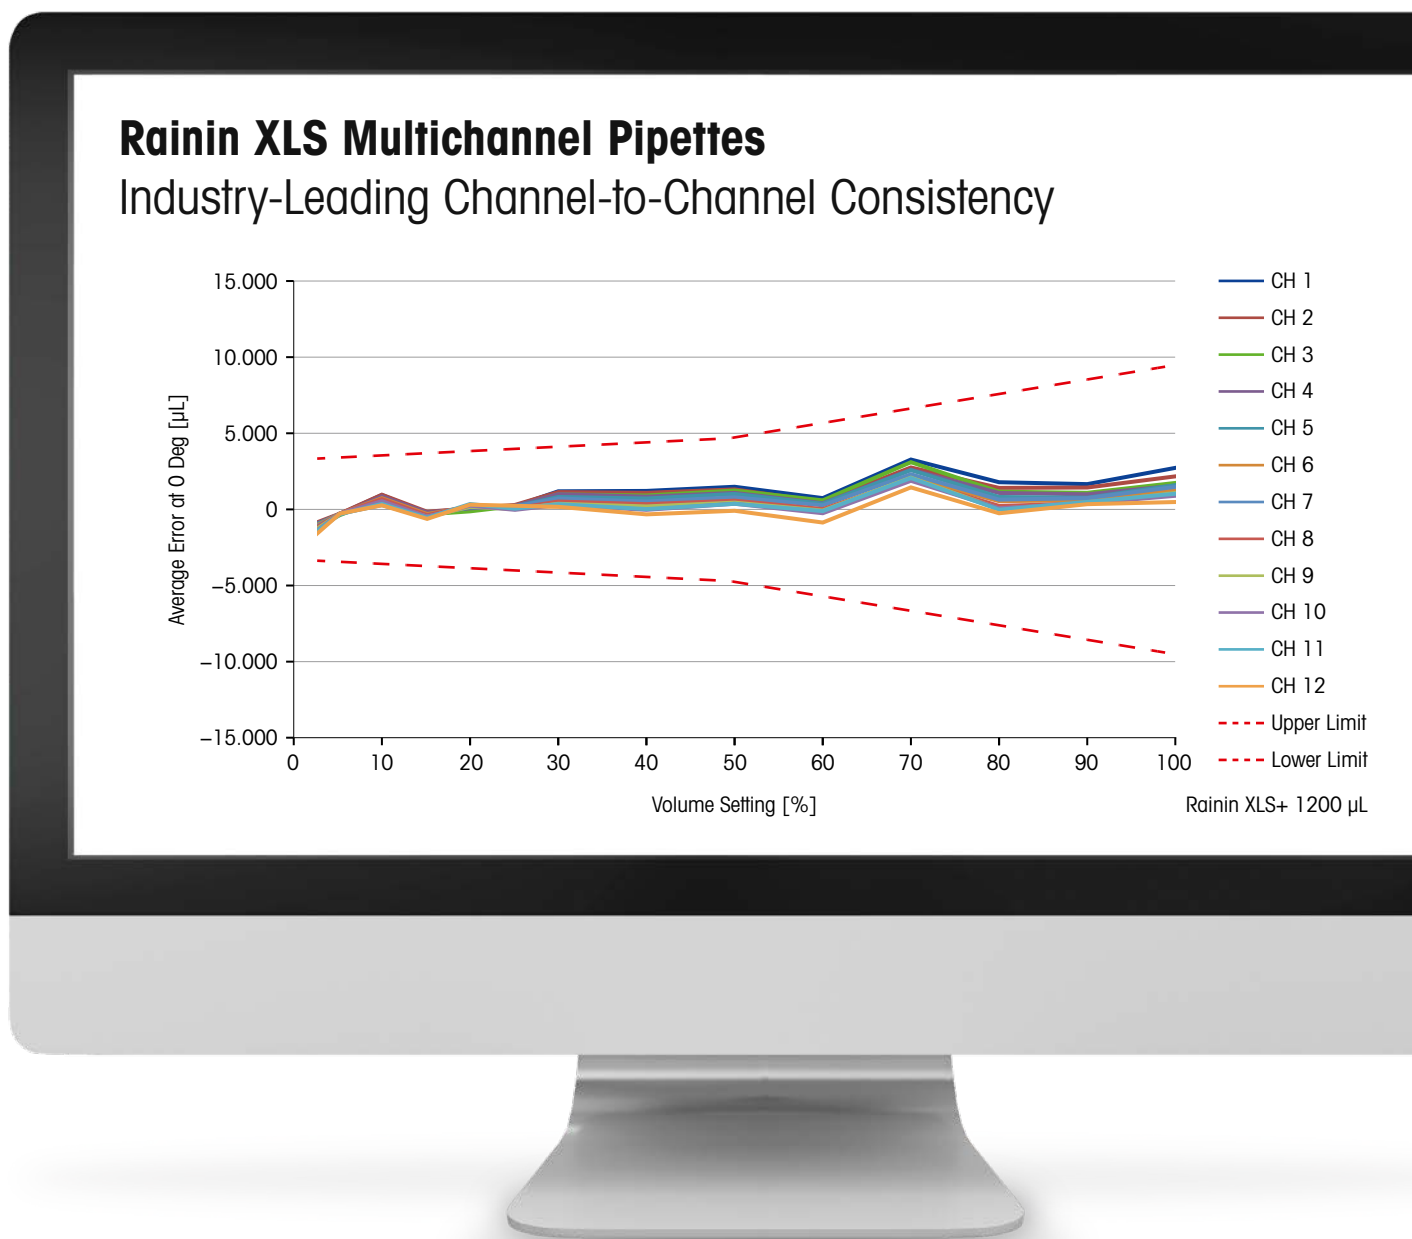 Rainin XLS Multichannel Pipettes
Industry-Leading Channel-to-Channel Consistency
15.000
10.000
5.000
0
–5.000
–10.000
–15.000
Average Error at 0 Deg [µL]
0 10 20 30 40 50 60 70 80 90 100
Volume Setting [%]
CH 1
CH 2
CH 3
CH 4
CH 5
CH 6
CH 7
CH 8
CH 9
CH 10
CH 11
CH 12
Upper Limit
Lower Limit
Rainin XLS+ 1200 µL